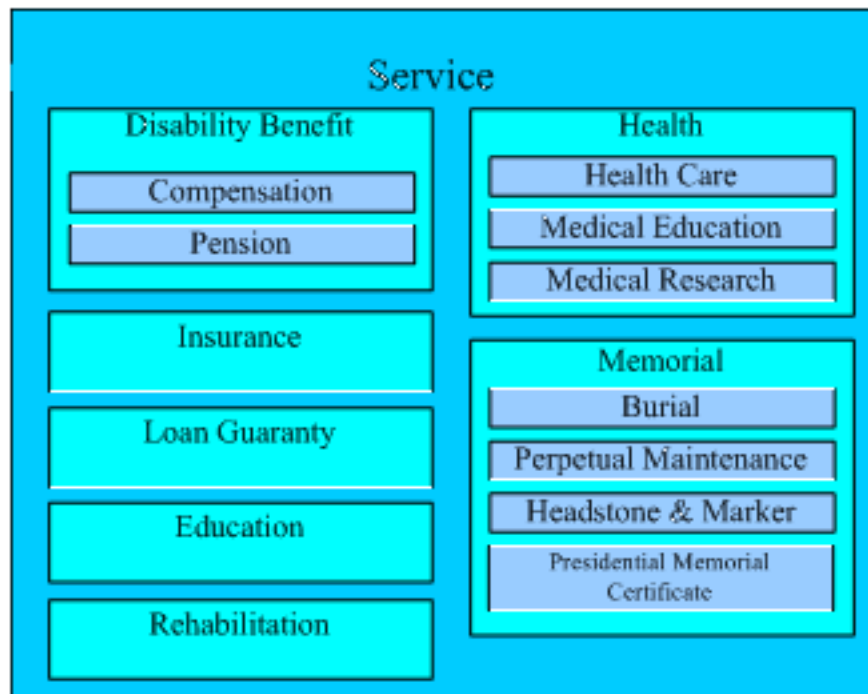 Service
Disability Benefit
Compensation
Pension
Insurance
Loan Guaranty
Education
Rehabilitation
Health
Health Care
Medical Education
Medical Research
Memorial
Burial
Perpetual Maintenance
Headstone & Marker
Presidential Memorial
Certificate